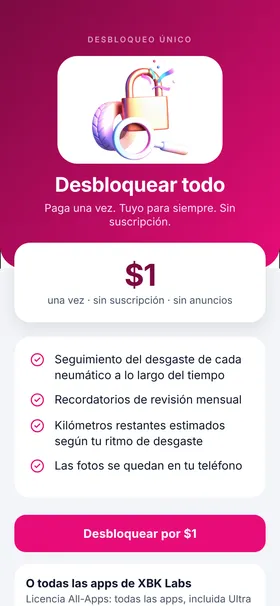 DESBLOQUEO ÚNICO
Desbloquear todo
Paga una vez. Tuyo para siempre. Sin
suscripción.
$1
una vez · sin suscripción · sin anuncios
Seguimiento del desgaste de cada
neumático a lo largo del tiempo
Recordatorios de revisión mensual
Kilómetros restantes estimados
según tu ritmo de desgaste
Las fotos se quedan en tu teléfono
Desbloquear por $1
O todas las apps de XBK Labs
Licencia All-Apps: todas las apps, incluida Ultra